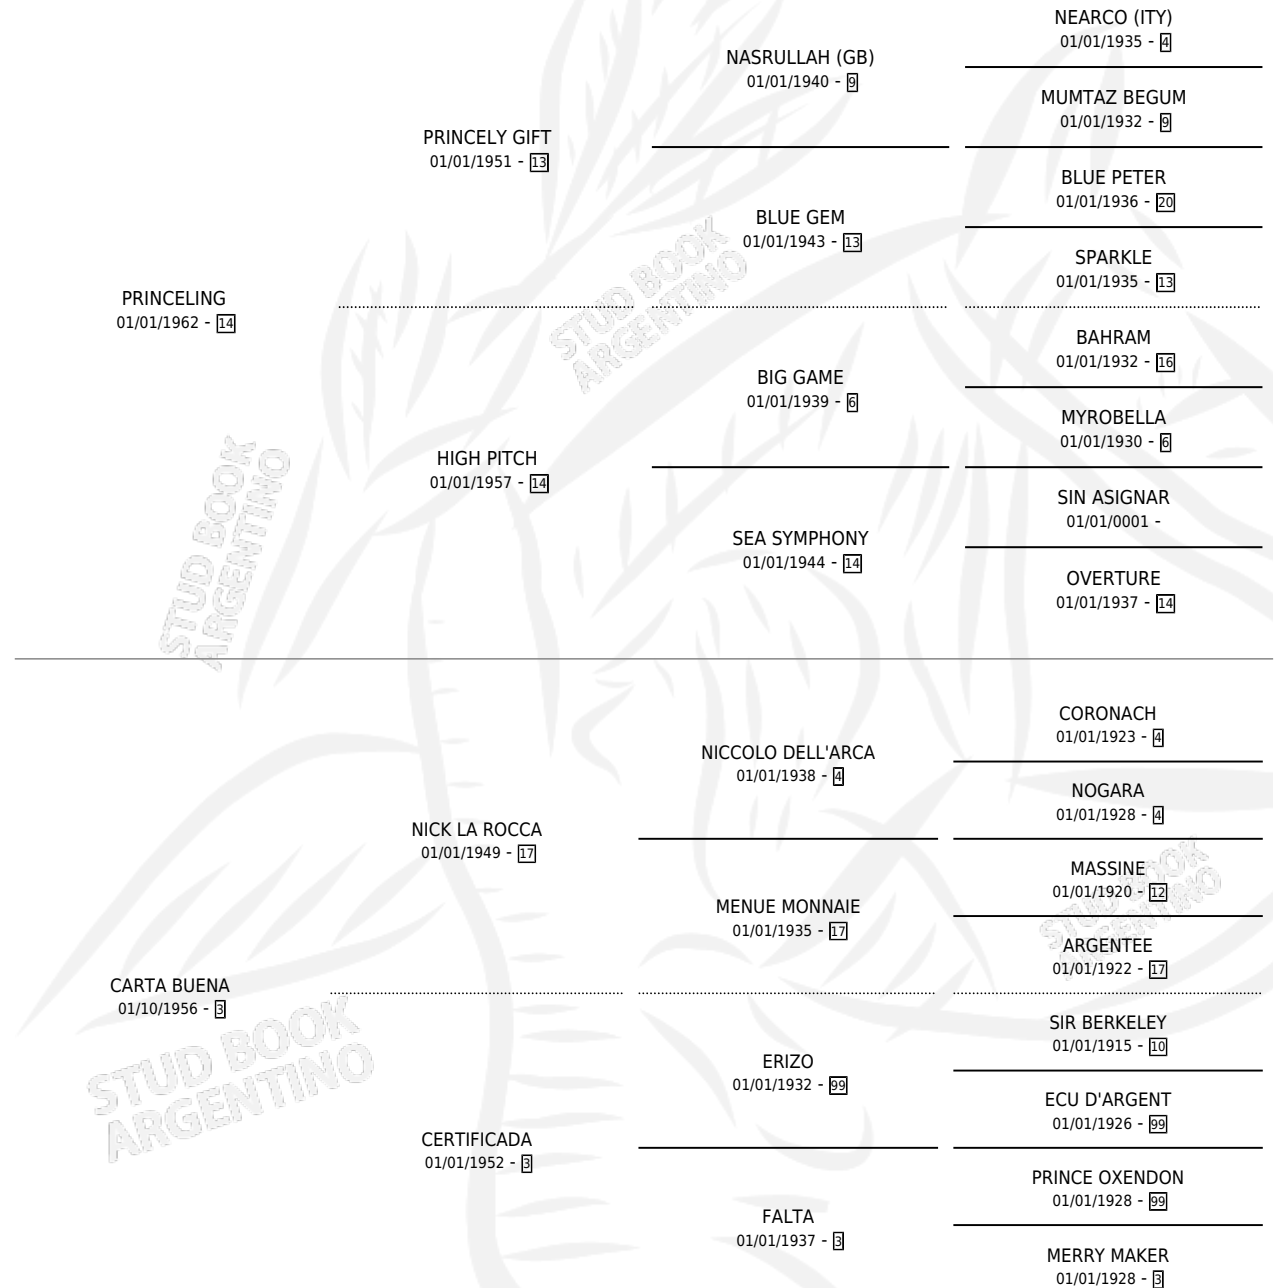 NEARCO (ITY)
01/01/1935 - 4
NASRULLAH (GB)
01/01/1940 - 9
MUMTAZ BEGUM
01/01/1932 - 9
PRINCELY GIFT
01/01/1951 - 13
BLUE PETER
01/01/1936 - 20
BLUE GEM
01/01/1943 - 13
SPARKLE
01/01/1935 - 13
PRINCELING
01/01/1962 - 14
BAHRAM
01/01/1932 - 16
BIG GAME
01/01/1939 - 6
MYROBELLA
01/01/1930 - 6
HIGH PITCH
01/01/1957 - 14
SIN ASIGNAR
01/01/0001 -
SEA SYMPHONY
01/01/1944 - 14
OVERTURE
01/01/1937 - 14
CORONACH
01/01/1923 - 4
NICCOLO DELL'ARCA
01/01/1938 - 4
NOGARA
01/01/1928 - 4
NICK LA ROCCA
01/01/1949 - 17
MASSINE
01/01/1920 - 12
MENUE MONNAIE
01/01/1935 - 17
ARGENTEE
01/01/1922 - 17
CARTA BUENA
01/10/1956 - 3
SIR BERKELEY
01/01/1915 - 10
ERIZO
01/01/1932 - 99
ECU D'ARGENT
01/01/1926 - 99
CERTIFICADA
01/01/1952 - 3
PRINCE OXENDON
01/01/1928 - 99
FALTA
01/01/1937 - 3
MERRY MAKER
01/01/1928 - 3
STUD BOOK
ARGENTINO
STUD BOOK
ARGENTINO
STUD BOOK
ARGENTINO
STUD BOOK
ARGENTINO